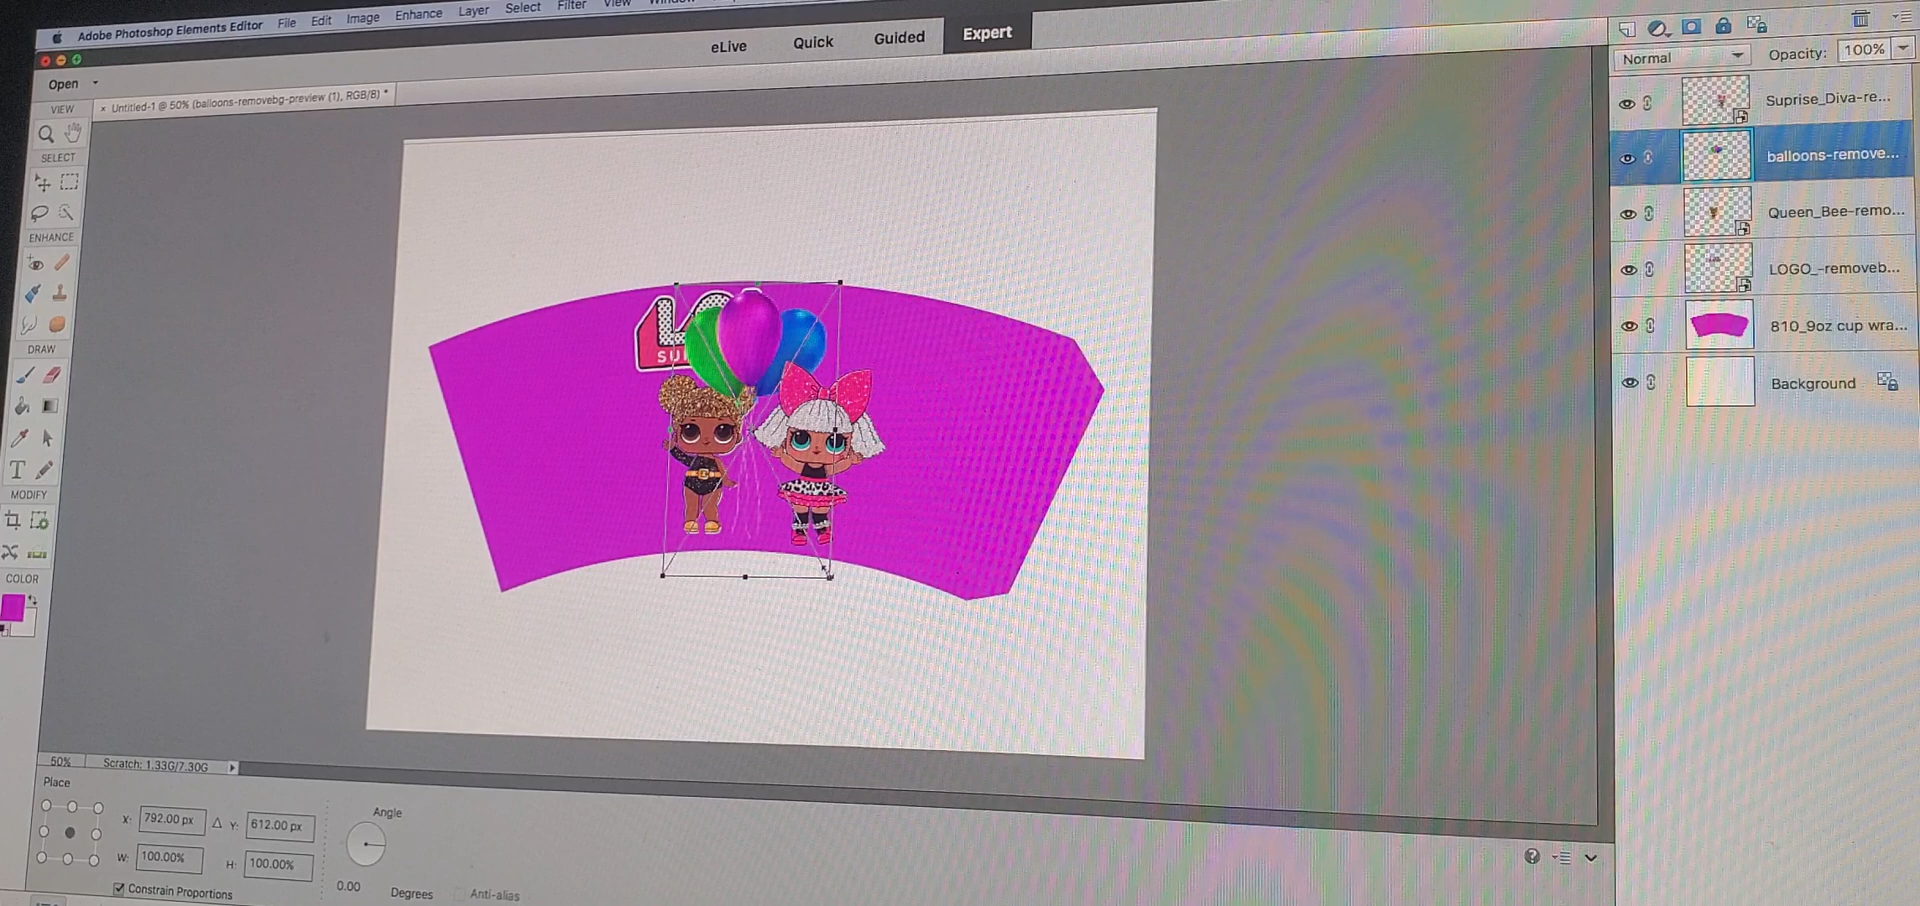 Adobe Photoshop Elements Editor File Edit Image Enhance Layer Select Filter View
eLive Quick Guided Expert
Open
× Untitled-1 @ 50% (balloons-removebg-preview (1), RGB/8) *
VIEW
SELECT
ENHANCE
DRAW
T
MODIFY
COLOR
L
SU
Normal Opacity: 100%
Suprise_Diva-re...
balloons-remove...
Queen_Bee-remo...
LOGO_-removeb...
810_9oz cup wra...
Background
50% Scratch: 1.33G/7.30G
Place
X: 792.00 px Y: 612.00 px
W: 100.00% H: 100.00%
Constrain Proportions
Angle
0.00 Degrees
Anti-alias